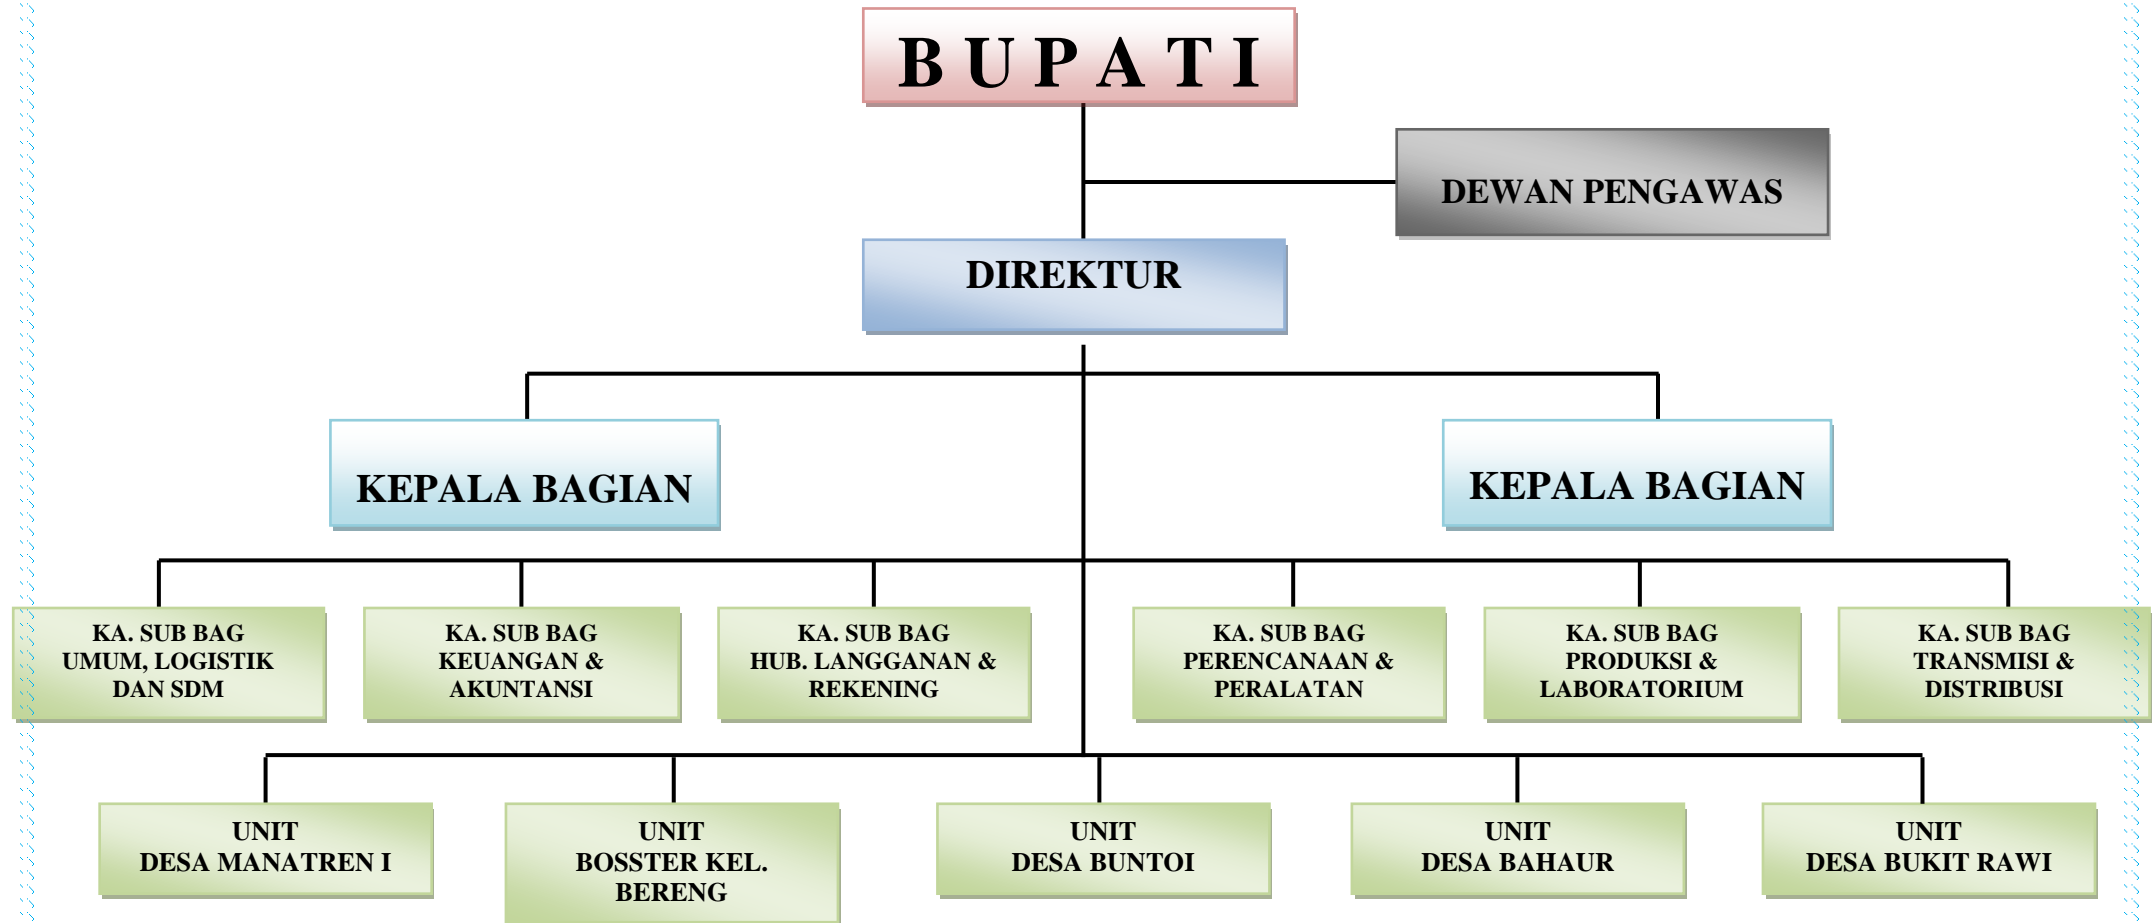 B U P A T I
DEWAN PENGAWAS
DIREKTUR
KEPALA BAGIAN
KEPALA BAGIAN
KA. SUB BAG
UMUM, LOGISTIK
DAN SDM
KA. SUB BAG
KEUANGAN &
AKUNTANSI
KA. SUB BAG
HUB. LANGGANAN &
REKENING
KA. SUB BAG
PERENCANAAN &
PERALATAN
KA. SUB BAG
PRODUKSI &
LABORATORIUM
KA. SUB BAG
TRANSMISI &
DISTRIBUSI
UNIT
DESA MANATREN I
UNIT
BOSSTER KEL.
BERENG
UNIT
DESA BUNTOI
UNIT
DESA BAHAUR
UNIT
DESA BUKIT RAWI